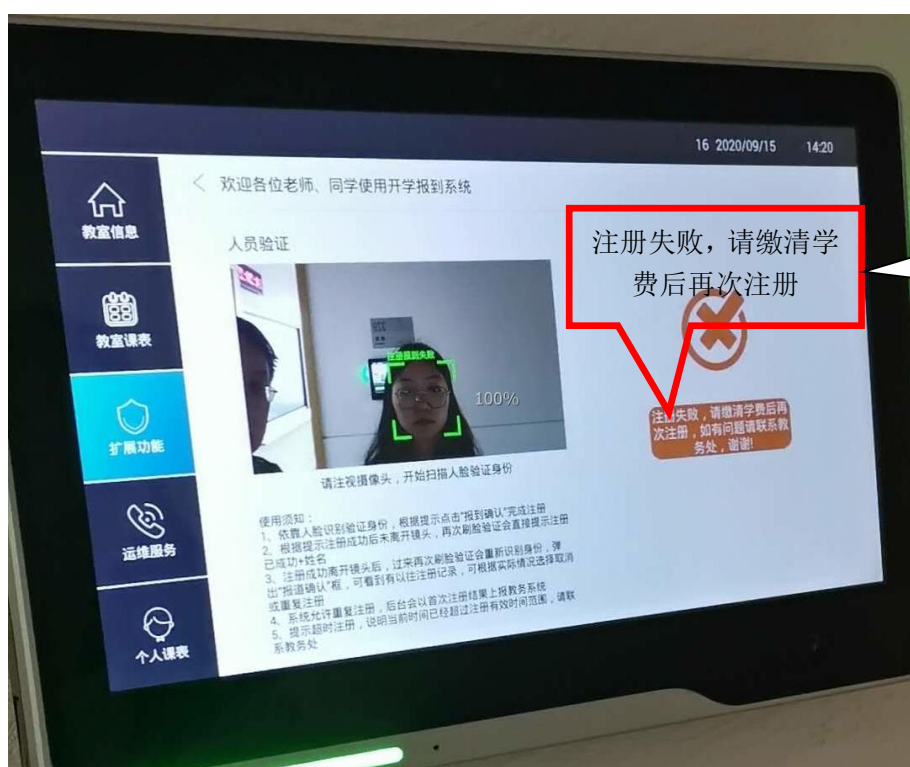 16 2020/09/15 14:20
欢迎各位老师、同学使用开学报到系统
教室信息
教室课表
扩展功能
运维服务
个人课表
人员验证
注册报到失败
100%
请注视摄像头，开始扫描人脸验证身份
使用须知：
1、依靠人脸识别验证身份，根据提示点击“报到确认”完成注册
2、根据提示注册成功后未离开镜头，再次刷脸验证会直接提示注册
已成功+姓名
3、注册成功离开镜头后，过来再次刷脸验证会重新识别身份，弹
出“报道确认”框，可看到有以往注册记录，可根据实际情况选择取消
或重复注册
4、系统允许重复注册，后台会以首次注册结果上报教务系统
5、提示超时注册，说明当前时间已经超过注册有效时间范围，请联
系教务处
注册失败，请缴清学
费后再次注册
注册失败，请缴清学费后再
次注册，如有问题请联系教
务处，谢谢!